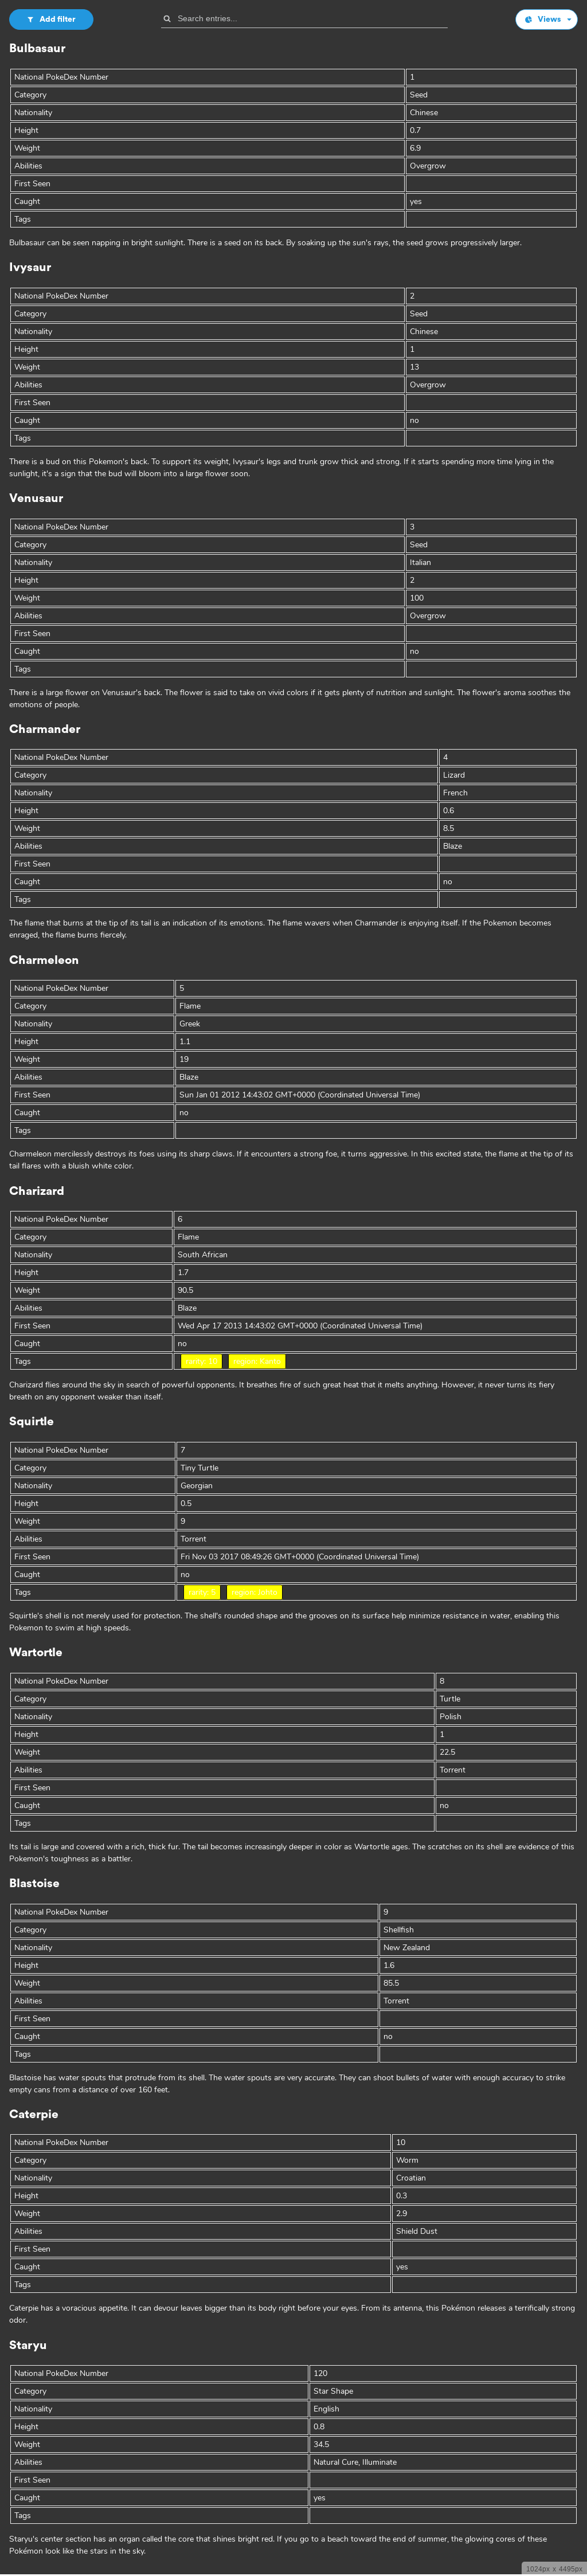 Add filter Search entries... Views
Bulbasaur
National PokeDex Number 1
Category Seed
Nationality Chinese
Height 0.7
Weight 6.9
Abilities Overgrow
First Seen
Caught yes
Tags
Bulbasaur can be seen napping in bright sunlight. There is a seed on its back. By soaking up the sun's rays, the seed grows progressively larger.
Ivysaur
National PokeDex Number 2
Category Seed
Nationality Chinese
Height 1
Weight 13
Abilities Overgrow
First Seen
Caught no
Tags
There is a bud on this Pokemon's back. To support its weight, Ivysaur's legs and trunk grow thick and strong. If it starts spending more time lying in the
sunlight, it's a sign that the bud will bloom into a large flower soon.
Venusaur
National PokeDex Number 3
Category Seed
Nationality Italian
Height 2
Weight 100
Abilities Overgrow
First Seen
Caught no
Tags
There is a large flower on Venusaur's back. The flower is said to take on vivid colors if it gets plenty of nutrition and sunlight. The flower's aroma soothes the
emotions of people.
Charmander
National PokeDex Number 4
Category Lizard
Nationality French
Height 0.6
Weight 8.5
Abilities Blaze
First Seen
Caught no
Tags
The flame that burns at the tip of its tail is an indication of its emotions. The flame wavers when Charmander is enjoying itself. If the Pokemon becomes
enraged, the flame burns fiercely.
Charmeleon
National PokeDex Number 5
Category Flame
Nationality Greek
Height 1.1
Weight 19
Abilities Blaze
First Seen Sun Jan 01 2012 14:43:02 GMT+0000 (Coordinated Universal Time)
Caught no
Tags
Charmeleon mercilessly destroys its foes using its sharp claws. If it encounters a strong foe, it turns aggressive. In this excited state, the flame at the tip of its
tail flares with a bluish white color.
Charizard
National PokeDex Number 6
Category Flame
Nationality South African
Height 1.7
Weight 90.5
Abilities Blaze
First Seen Wed Apr 17 2013 14:43:02 GMT+0000 (Coordinated Universal Time)
Caught no
Tags
Charizard flies around the sky in search of powerful opponents. It breathes fire of such great heat that it melts anything. However, it never turns its fiery
breath on any opponent weaker than itself.
Squirtle
National PokeDex Number 7
Category Tiny Turtle
Nationality Georgian
Height 0.5
Weight 9
Abilities Torrent
First Seen Fri Nov 03 2017 08:49:26 GMT+0000 (Coordinated Universal Time)
Caught no
Tags
Squirtle's shell is not merely used for protection. The shell's rounded shape and the grooves on its surface help minimize resistance in water, enabling this
Pokemon to swim at high speeds.
Wartortle
National PokeDex Number 8
Category Turtle
Nationality Polish
Height 1
Weight 22.5
Abilities Torrent
First Seen
Caught no
Tags
Its tail is large and covered with a rich, thick fur. The tail becomes increasingly deeper in color as Wartortle ages. The scratches on its shell are evidence of this
Pokemon's toughness as a battler.
Blastoise
National PokeDex Number 9
Category Shellfish
Nationality New Zealand
Height 1.6
Weight 85.5
Abilities Torrent
First Seen
Caught no
Tags
Blastoise has water spouts that protrude from its shell. The water spouts are very accurate. They can shoot bullets of water with enough accuracy to strike
empty cans from a distance of over 160 feet.
Caterpie
National PokeDex Number 10
Category Worm
Nationality Croatian
Height 0.3
Weight 2.9
Abilities Shield Dust
First Seen
Caught yes
Tags
Caterpie has a voracious appetite. It can devour leaves bigger than its body right before your eyes. From its antenna, this Pokémon releases a terrifically strong
odor.
Staryu
National PokeDex Number 120
Category Star Shape
Nationality English
Height 0.8
Weight 34.5
Abilities Natural Cure, Illuminate
First Seen
Caught yes
Tags
Staryu's center section has an organ called the core that shines bright red. If you go to a beach toward the end of summer, the glowing cores of these
Pokémon look like the stars in the sky.
1024px x 4495px